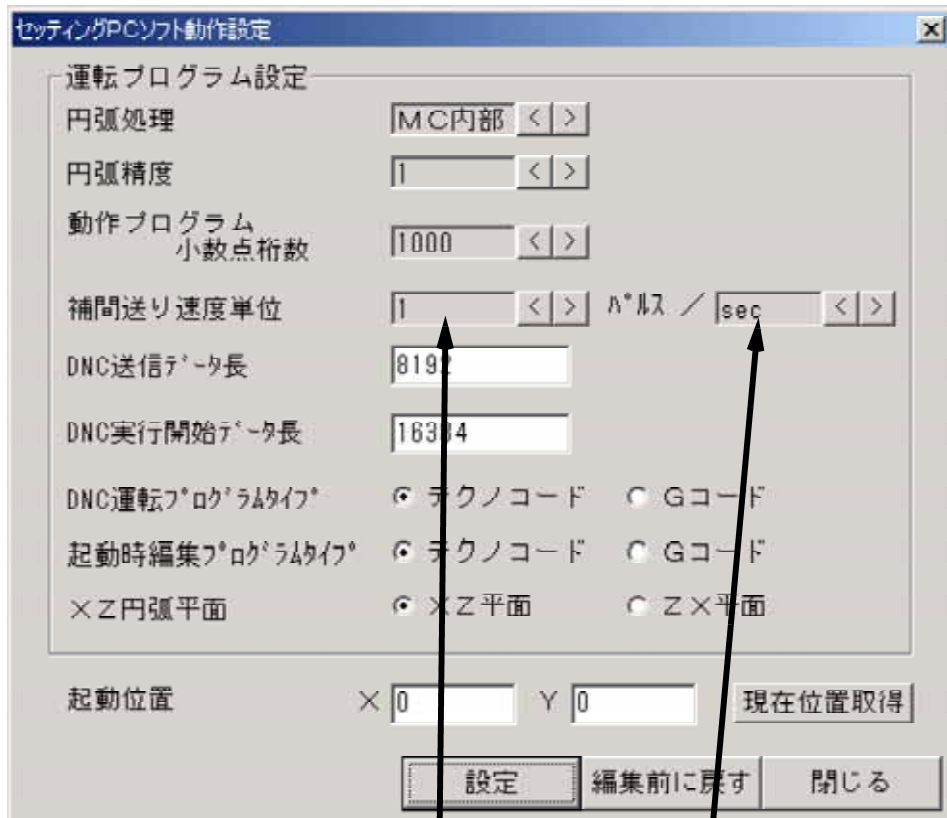 セッティングPCソフト動作設定
運転プログラム設定
円弧処理 MC内部 < >
円弧精度 1 < >
動作プログラム
小数点桁数 1000 < >
補間送り速度単位 1 < > パルス / sec < >
DNC送信データ長 8192
DNC実行開始データ長 16384
DNC運転プログラムタイプ テクノコード Gコード
起動時編集プログラムタイプ テクノコード Gコード
XZ円弧平面 XZ平面 ZX平面
起動位置 X 0 Y 0 現在位置取得
設定 編集前に戻す 閉じる